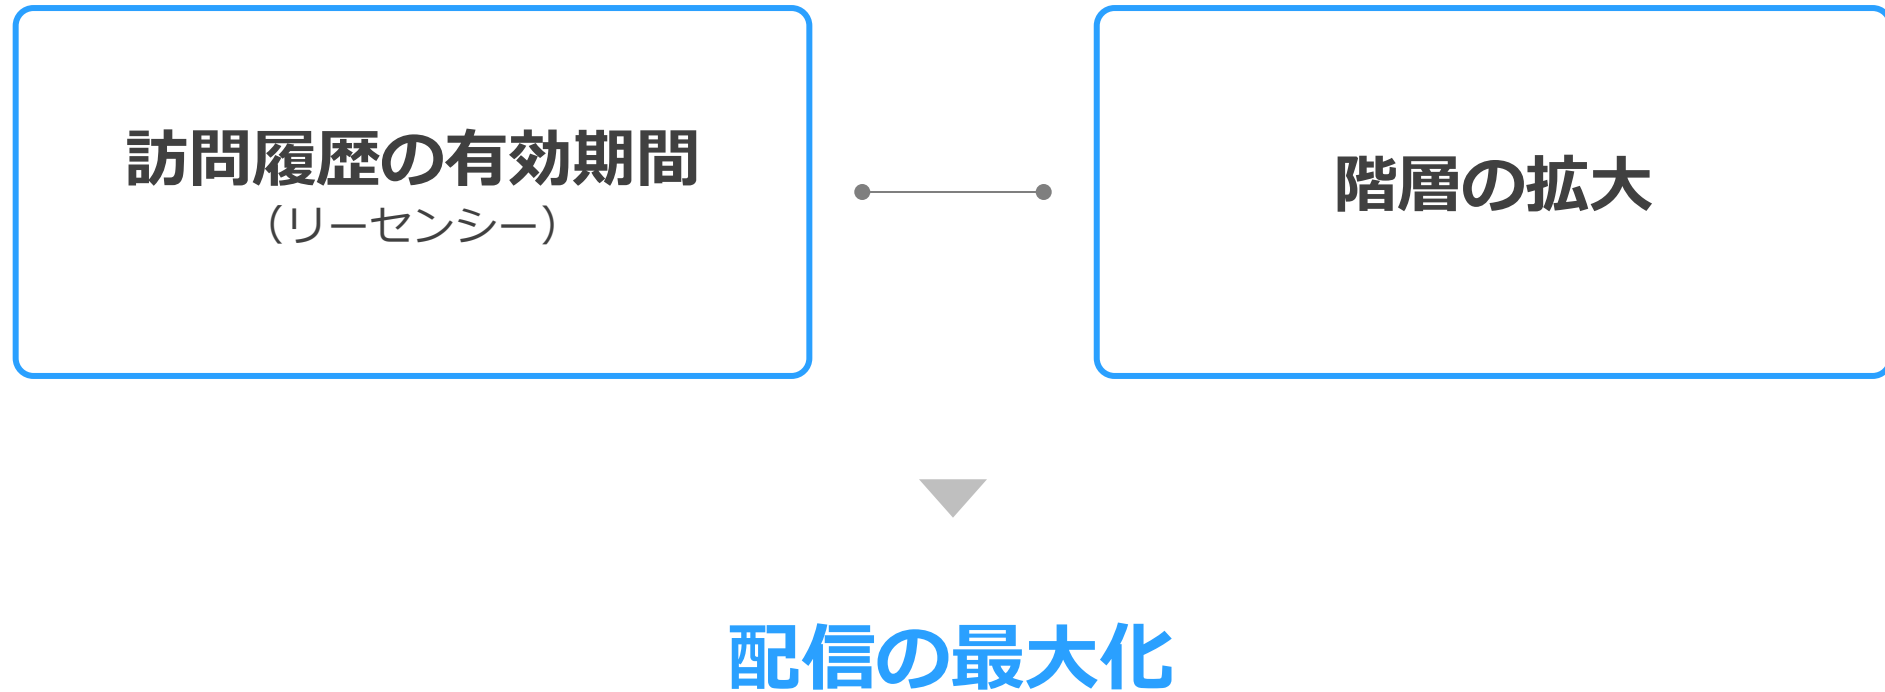 訪問履歴の有効期間
（リーセンシー）
階層の拡大
配信の最大化